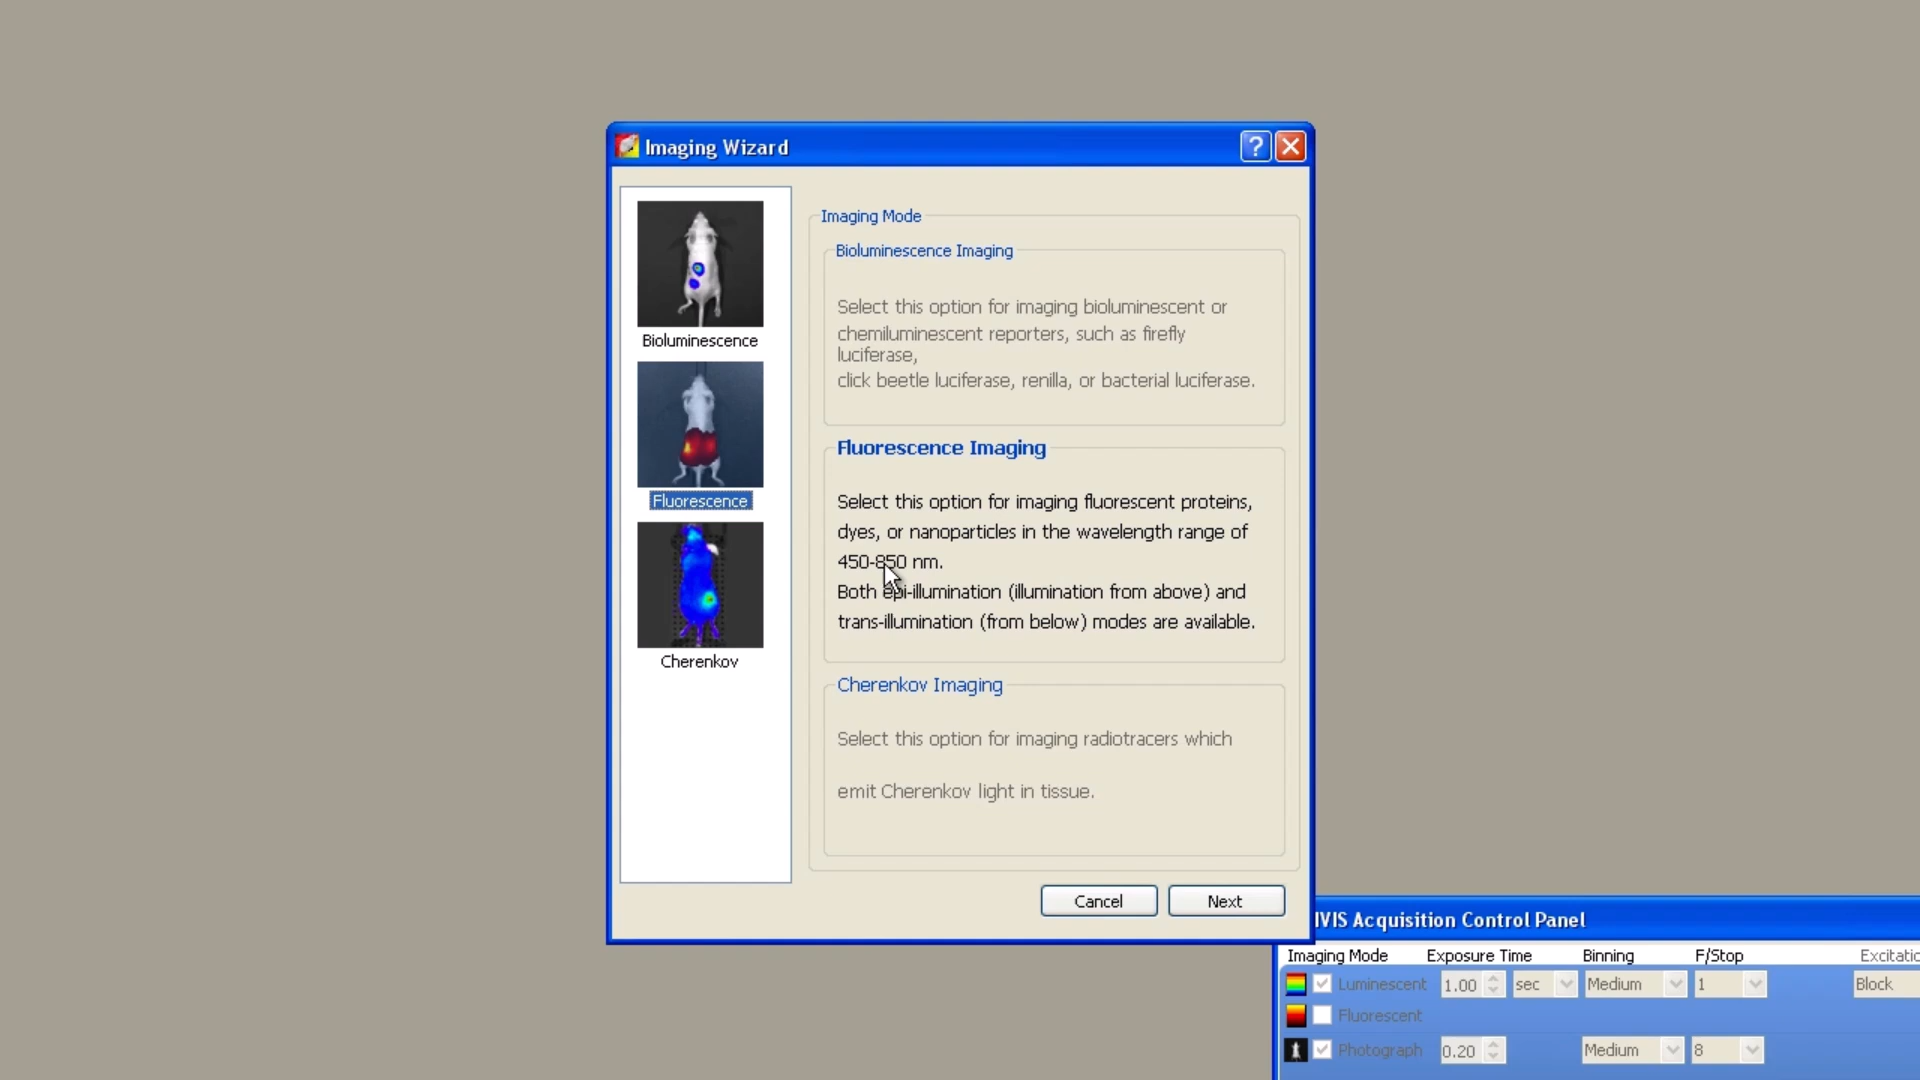 Imaging Wizard
Bioluminescence
Fluorescence
Cherenkov
Imaging Mode
Bioluminescence Imaging
Select this option for imaging bioluminescent or
chemiluminescent reporters, such as firefly
luciferase,
click beetle luciferase, renilla, or bacterial luciferase.
Fluorescence Imaging
Select this option for imaging fluorescent proteins,
dyes, or nanoparticles in the wavelength range of
450-850 nm.
Both epi-illumination (illumination from above) and
trans-illumination (from below) modes are available.
Cherenkov Imaging
Select this option for imaging radiotracers which
emit Cherenkov light in tissue.
Cancel Next
IVIS Acquisition Control Panel
Imaging Mode Exposure Time Binning F/Stop Excitatio
Luminescent 1.00 sec Medium 1 Block
Fluorescent
Photograph 0.20 Medium 8